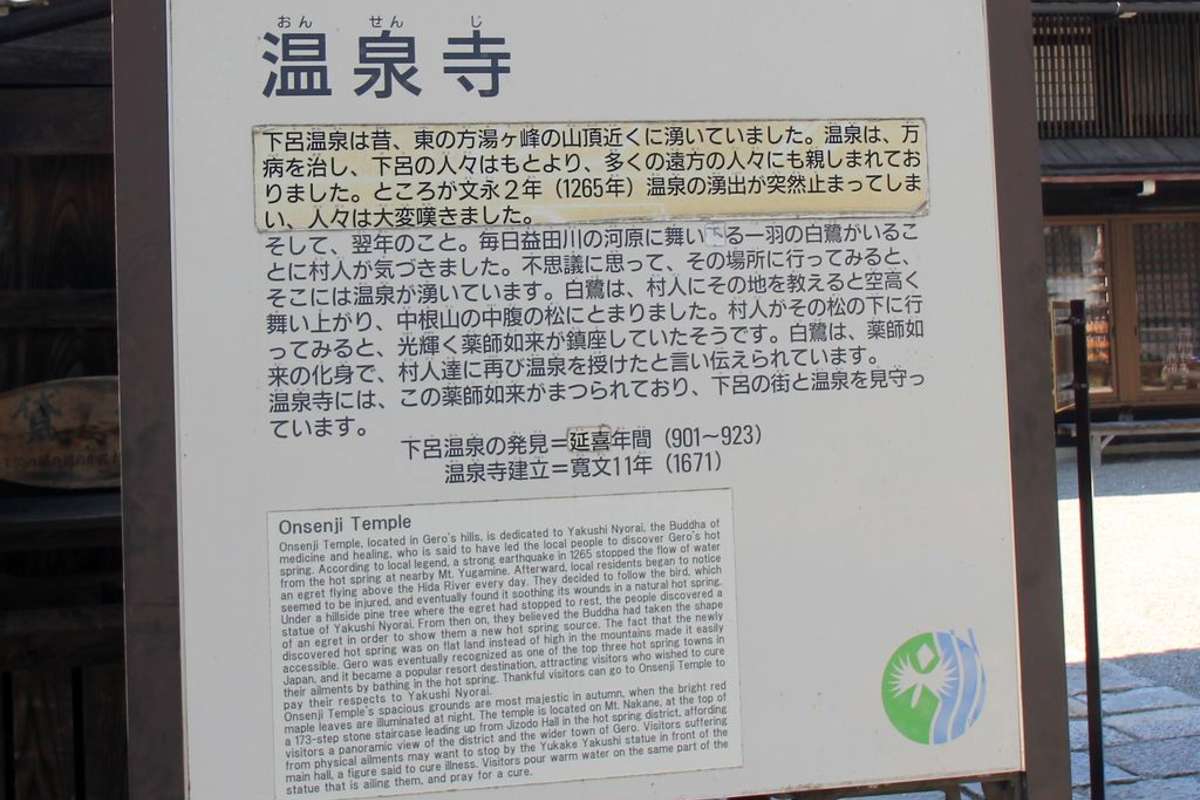 おん せん じ
温泉寺
下呂温泉は昔、東の方湯ヶ峰の山頂近くに湧いていました。温泉は、万
病を治し、下呂の人々はもとより、多くの遠方の人々にも親しまれてお
りました。ところが文永2年（1265年）温泉の湧出が突然止まってしま
い、人々は大変嘆きました。
そして、翌年のこと。毎日益田川の河原に舞い下る一羽の白鷺がいるこ
とに村人が気づきました。不思議に思って、その場所に行ってみると、
そこには温泉が湧いています。白鷺は、村人にその地を教えると空高く
舞い上がり、中根山の中腹の松にとまりました。村人がその松の下に行
ってみると、光輝く薬師如来が鎮座していたそうです。白鷺は、薬師如
来の化身で、村人達に再び温泉を授けたと言い伝えられています。
温泉寺には、この薬師如来がまつられており、下呂の街と温泉を見守っ
ています。
下呂温泉の発見＝延喜年間（901〜923）
温泉寺建立＝寛文11年（1671）
Onsenji Temple
Onsenji Temple, located in Gero's hills, is dedicated to Yakushi Nyorai, the Buddha of
medicine and healing, who is said to have led the local people to discover Gero's hot
spring. According to local legend, a strong earthquake in 1265 stopped the flow of water
from the hot spring at nearby Mt. Yugamine. Afterward, local residents began to notice
an egret flying above the Hida River every day. They decided to follow the bird, which
seemed to be injured, and eventually found it soothing its wounds in a natural hot spring.
Under a hillside pine tree where the egret had stopped to rest, the people discovered a
statue of Yakushi Nyorai. From then on, they believed the Buddha had taken the shape
of an egret in order to show them a new hot spring source. The fact that the newly
discovered hot spring was on flat land instead of high in the mountains made it easily
accessible. Gero was eventually recognized as one of the top three hot spring towns in
Japan, and it became a popular resort destination, attracting visitors who wished to cure
their ailments by bathing in the hot spring. Thankful visitors can go to Onsenji Temple to
pay their respects to Yakushi Nyorai.
Onsenji Temple's spacious grounds are most majestic in autumn, when the bright red
maple leaves are illuminated at night. The temple is located on Mt. Nakane, at the top of
a 173-step stone staircase leading up from Jizodo Hall in the hot spring district, affording
visitors a panoramic view of the district and the wider town of Gero. Visitors suffering
from physical ailments may want to stop by the Yukake Yakushi statue in front of the
main hall, a figure said to cure illness. Visitors pour warm water on the same part of the
statue that is ailing them, and pray for a cure.